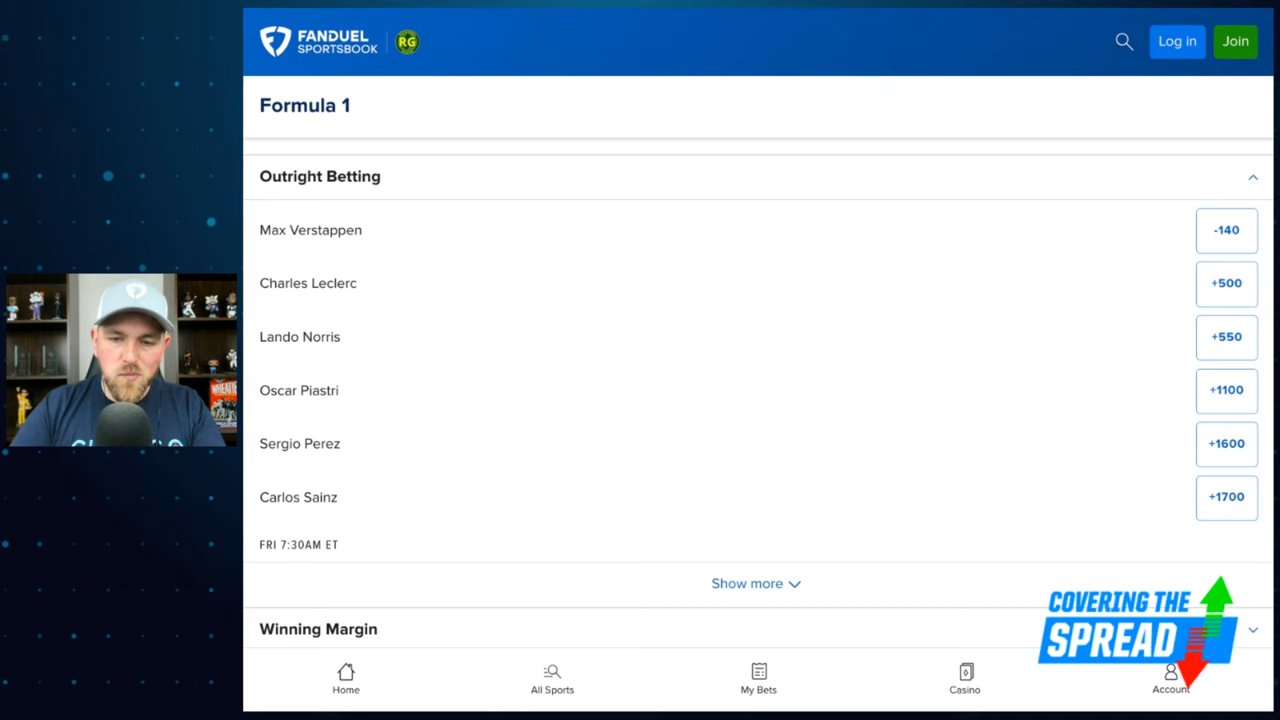 FANDUEL
SPORTSBOOK
RG
Log in
Join
Formula 1
Outright Betting
Max Verstappen
-140
Charles Leclerc
+500
Lando Norris
+550
Oscar Piastri
+1100
Sergio Perez
+1600
Carlos Sainz
+1700
FRI 7:30AM ET
Show more
Winning Margin
COVERING THE
SPREAD
Home
All Sports
My Bets
Casino
Account
WHEATIES